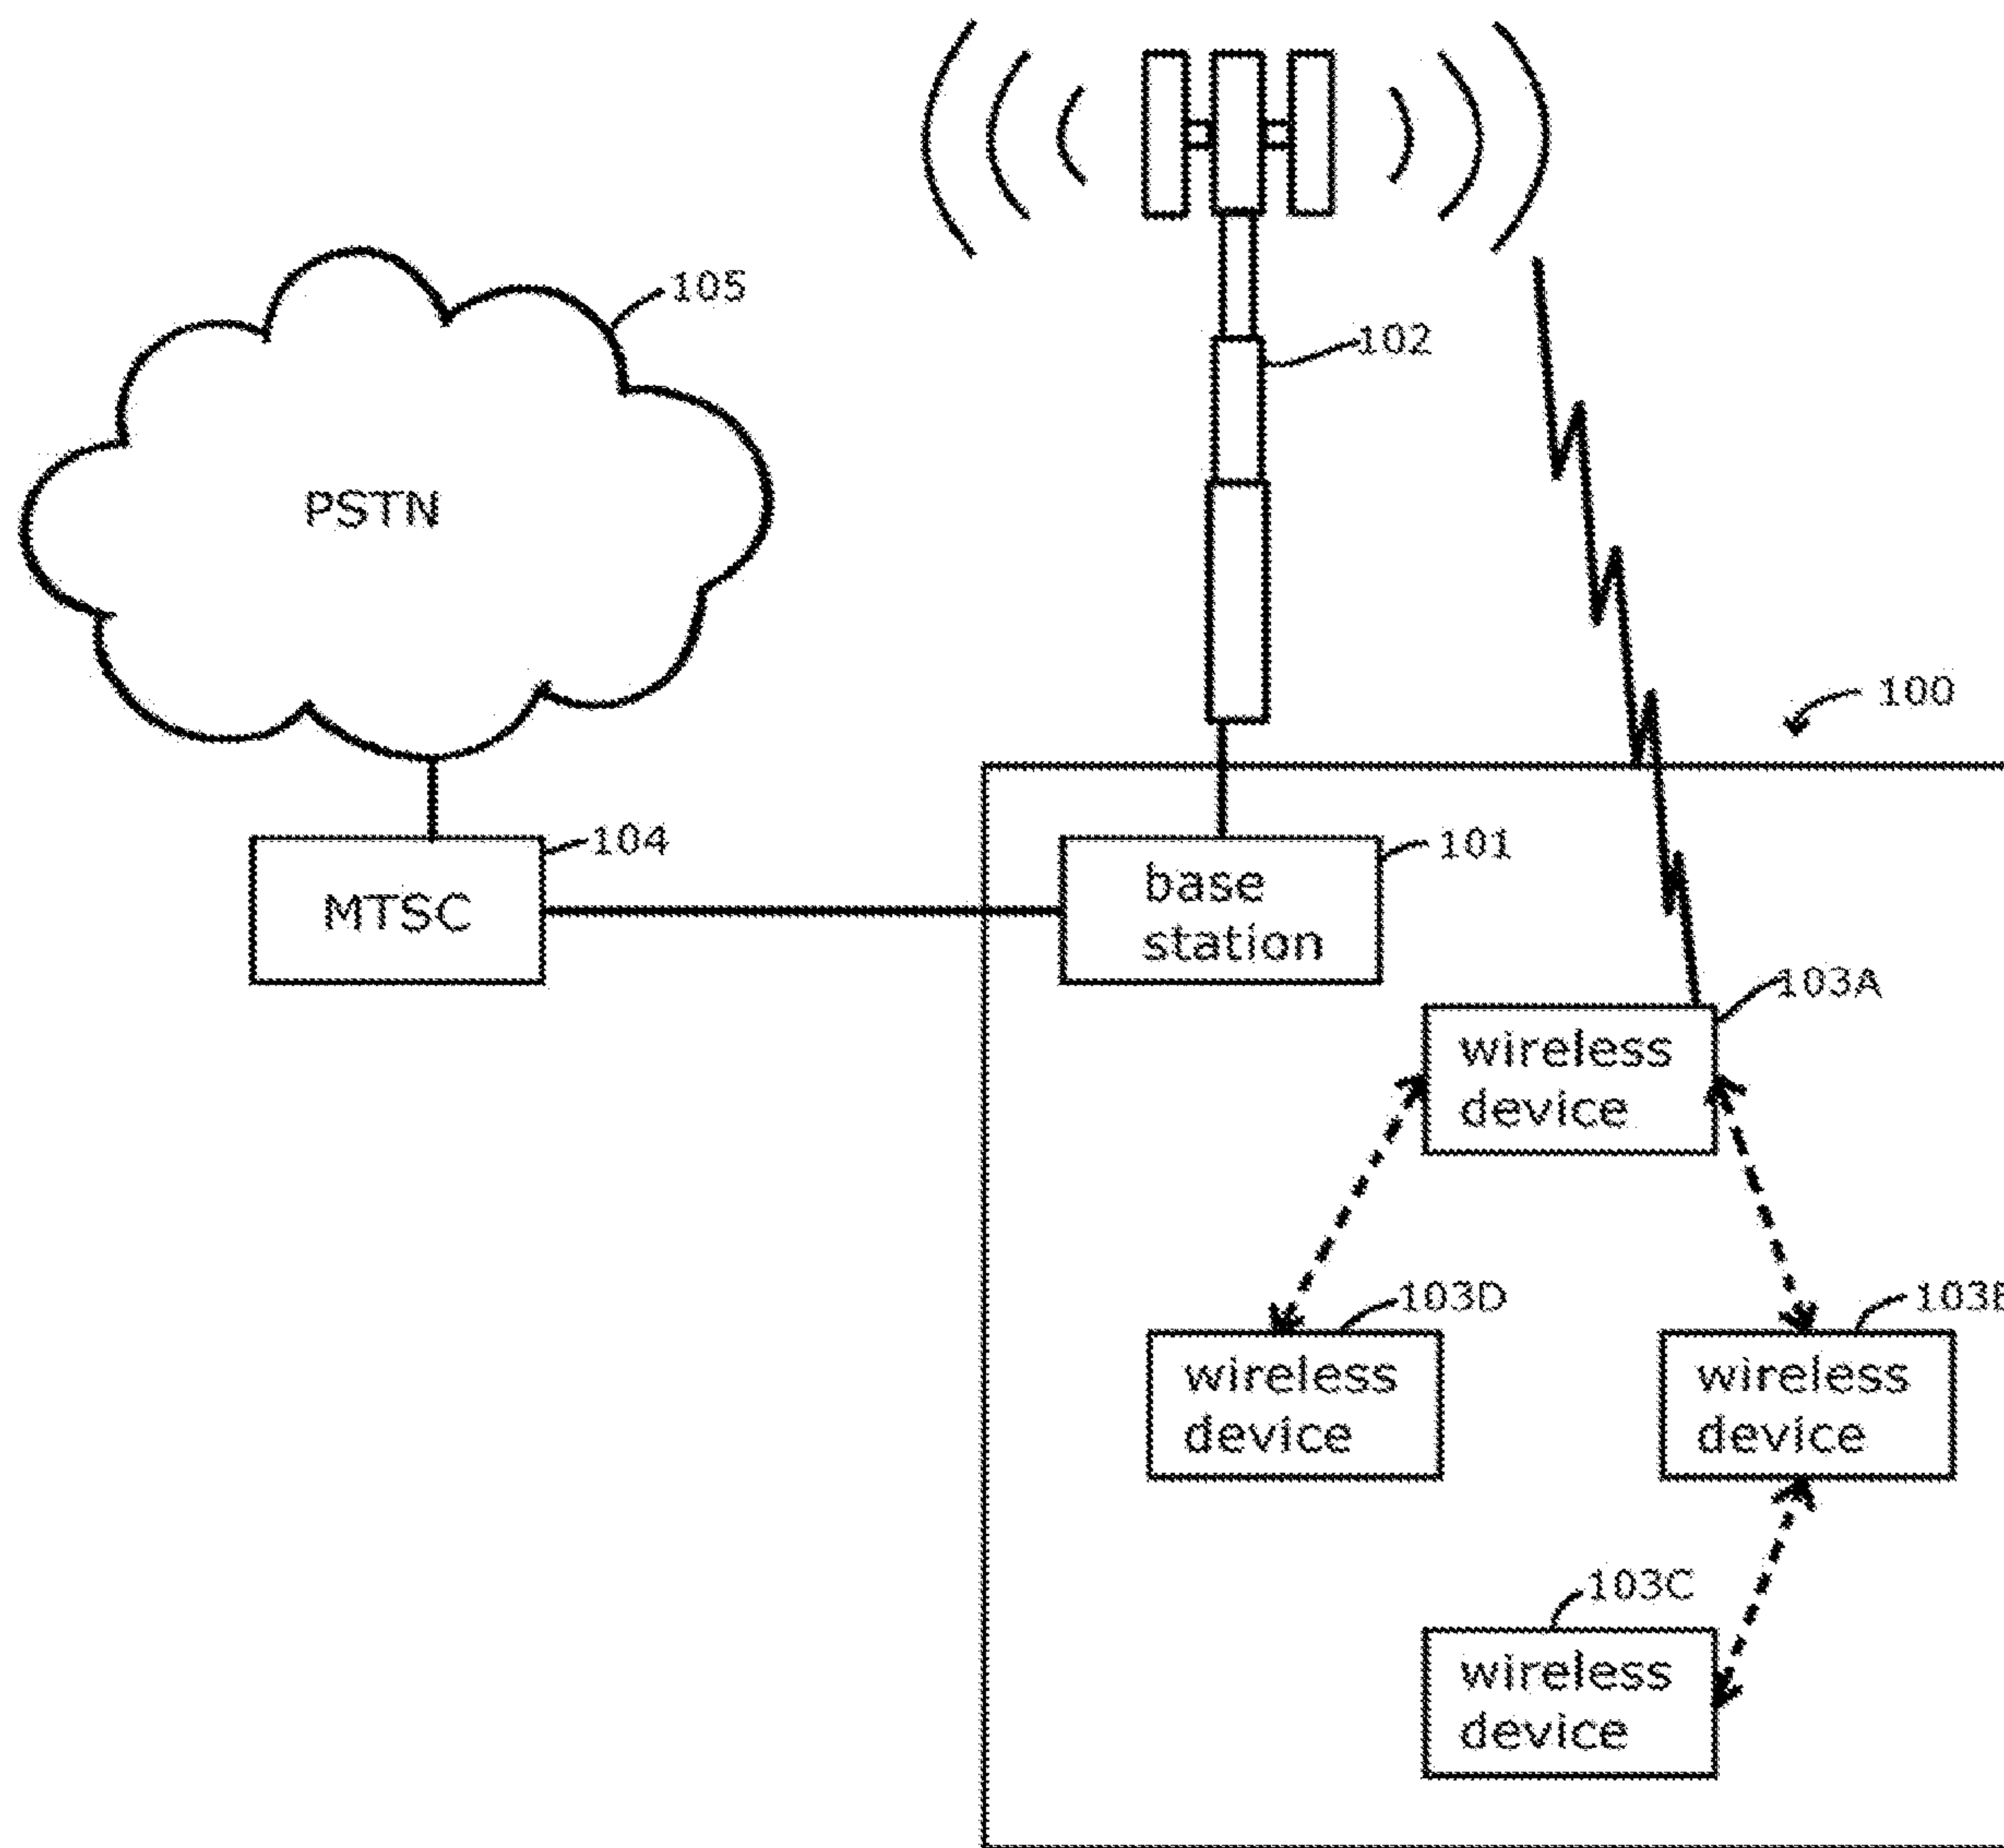 105
102
PSTN
100
104
101
MTSC
base
station
103A
wireless
device
103D
wireless
device
wireless
device
103C
wireless
device